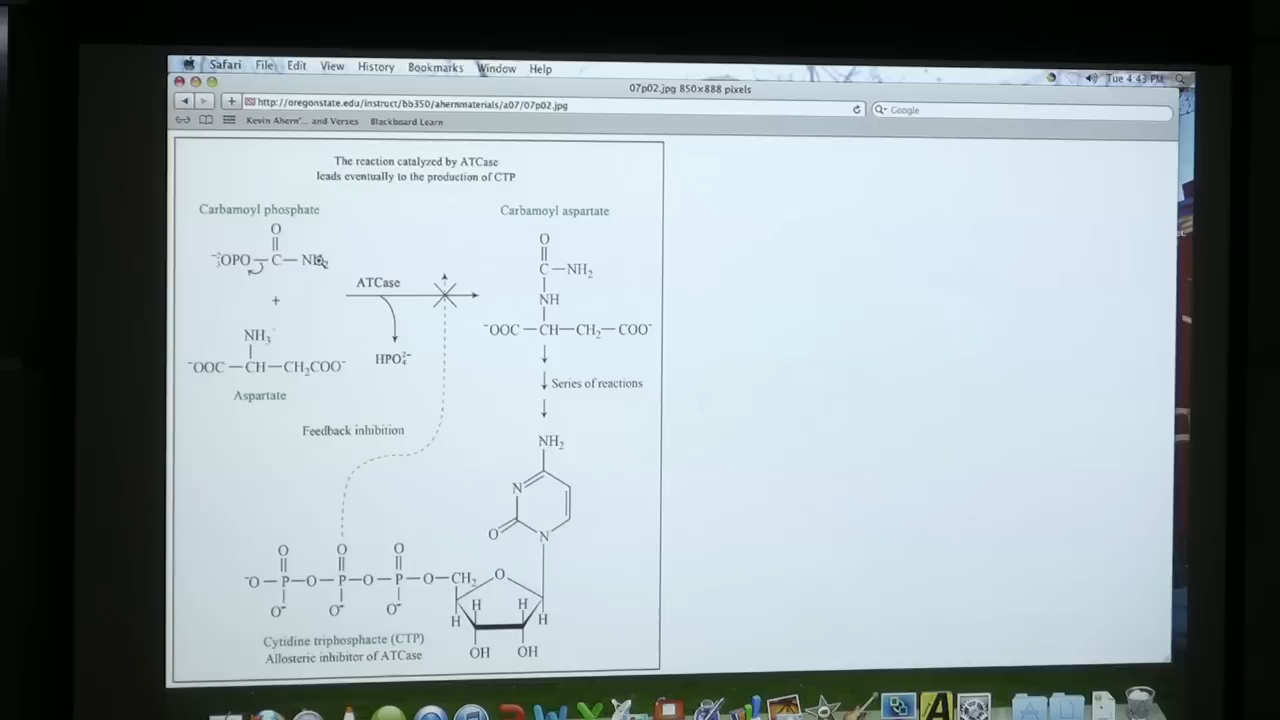 Safari File Edit View History Bookmarks Window Help
Tue 4:43 PM
07p02.jpg 850×888 pixels
http://oregonstate.edu/instruct/bb350/ahernmaterials/a07/07p02.jpg
Google
Kevin Ahern'... and Verses Blackboard Learn
The reaction catalyzed by ATCase
leads eventually to the production of CTP
Carbamoyl phosphate
Carbamoyl aspartate
O
O
⁻²₃OPO—C—
C—NH₂
+
ATCase
NH
NH₃
⁻OOC—CH—CH₂—COO⁻
HPO₄²⁻
⁻OOC—CH—CH₂COO⁻
Series of reactions
Aspartate
Feedback inhibition
NH₂
N
O
N
O O O
⁻O—P—O—P—O—P—O—CH₂ O
O⁻ O⁻ O⁻
H H
H H
Cytidine triphosphacte (CTP)
Allosteric inhibitor of ATCase
OH OH